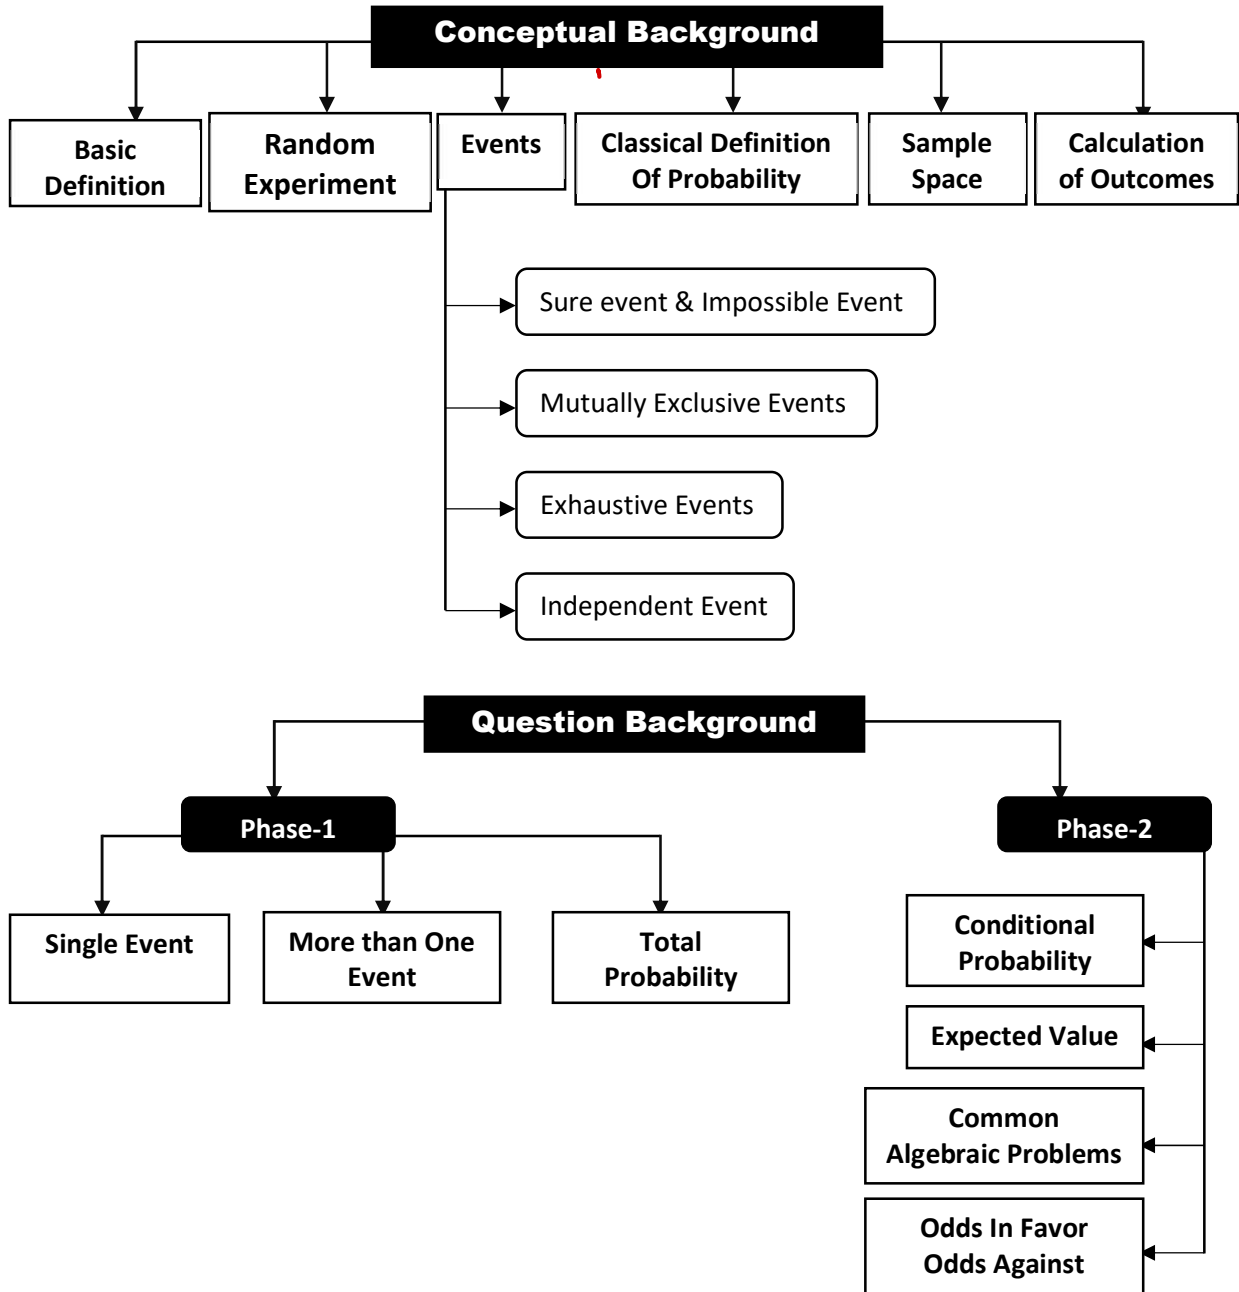 Conceptual Background
Basic
Definition
Random
Experiment
Events
Classical Definition
Of Probability
Sample
Space
Calculation
of Outcomes
Sure event & Impossible Event
Mutually Exclusive Events
Exhaustive Events
Independent Event
Question Background
Phase-1
Phase-2
Single Event
More than One
Event
Total
Probability
Conditional
Probability
Expected Value
Common
Algebraic Problems
Odds In Favor
Odds Against